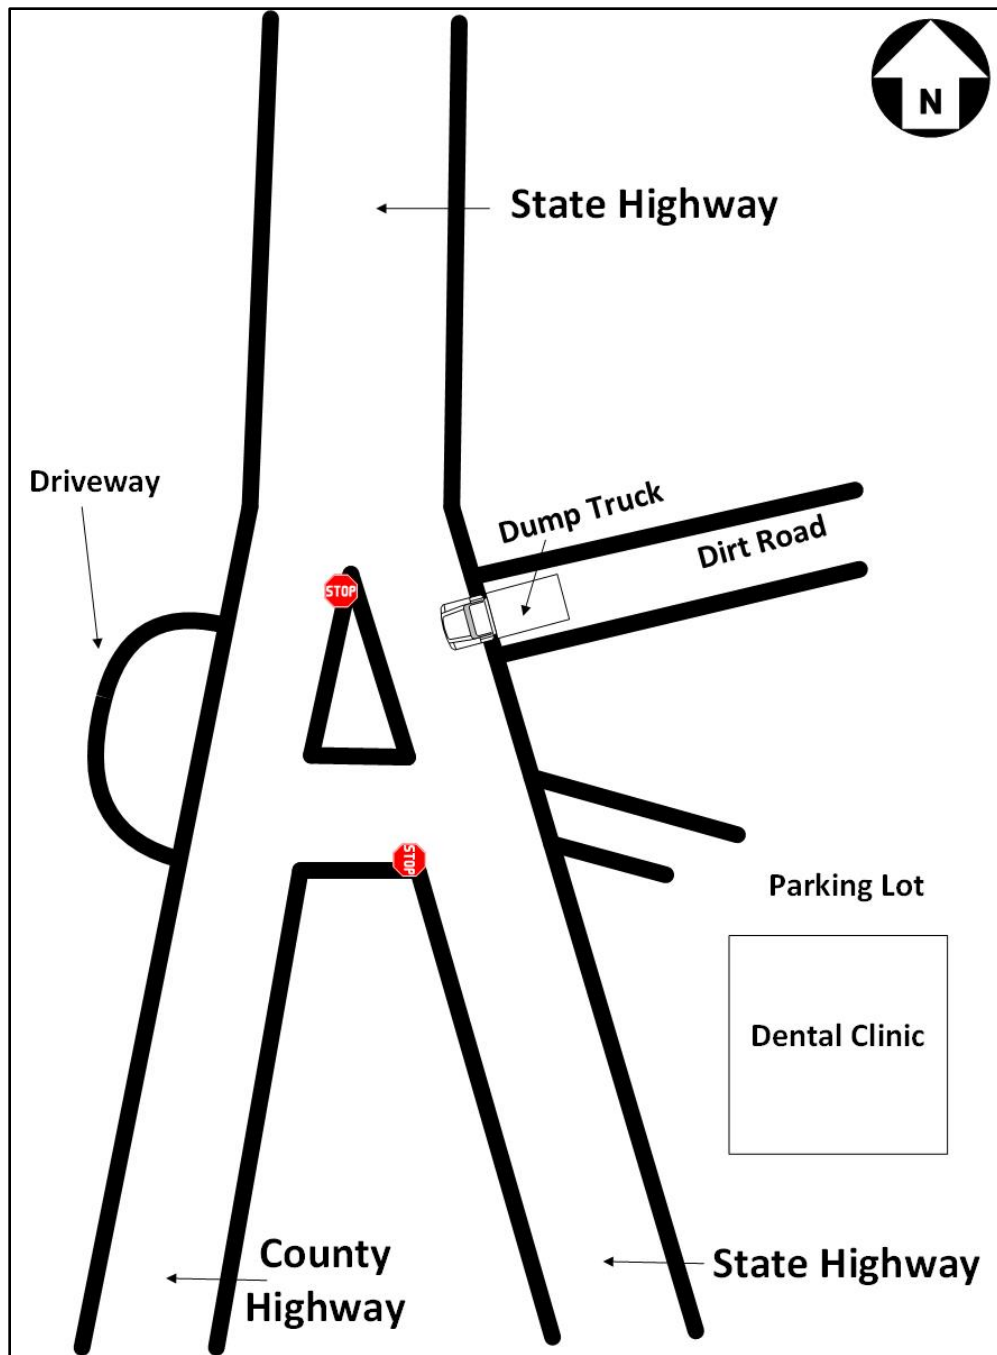 N
State Highway
Driveway
Dump Truck
Dirt Road
STOP
STOP
Parking Lot
Dental Clinic
County
Highway
State Highway